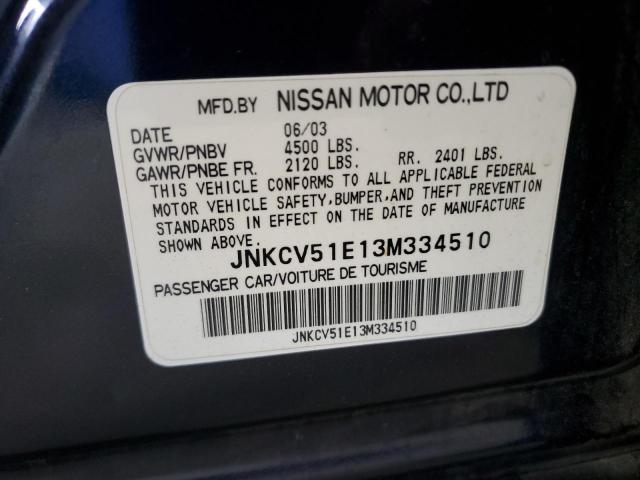 MFD.BY NISSAN MOTOR CO.,LTD
DATE 06/03
GVWR/PNBV 4500 LBS.
GAWR/PNBE FR. 2120 LBS. RR. 2401 LBS.
THIS VEHICLE CONFORMS TO ALL APPLICABLE FEDERAL
MOTOR VEHICLE SAFETY,BUMPER,AND THEFT PREVENTION
STANDARDS IN EFFECT ON THE DATE OF MANUFACTURE
SHOWN ABOVE. JNKCV51E13M334510
PASSENGER CAR/VOITURE DE TOURISME
JNKCV51E13M334510